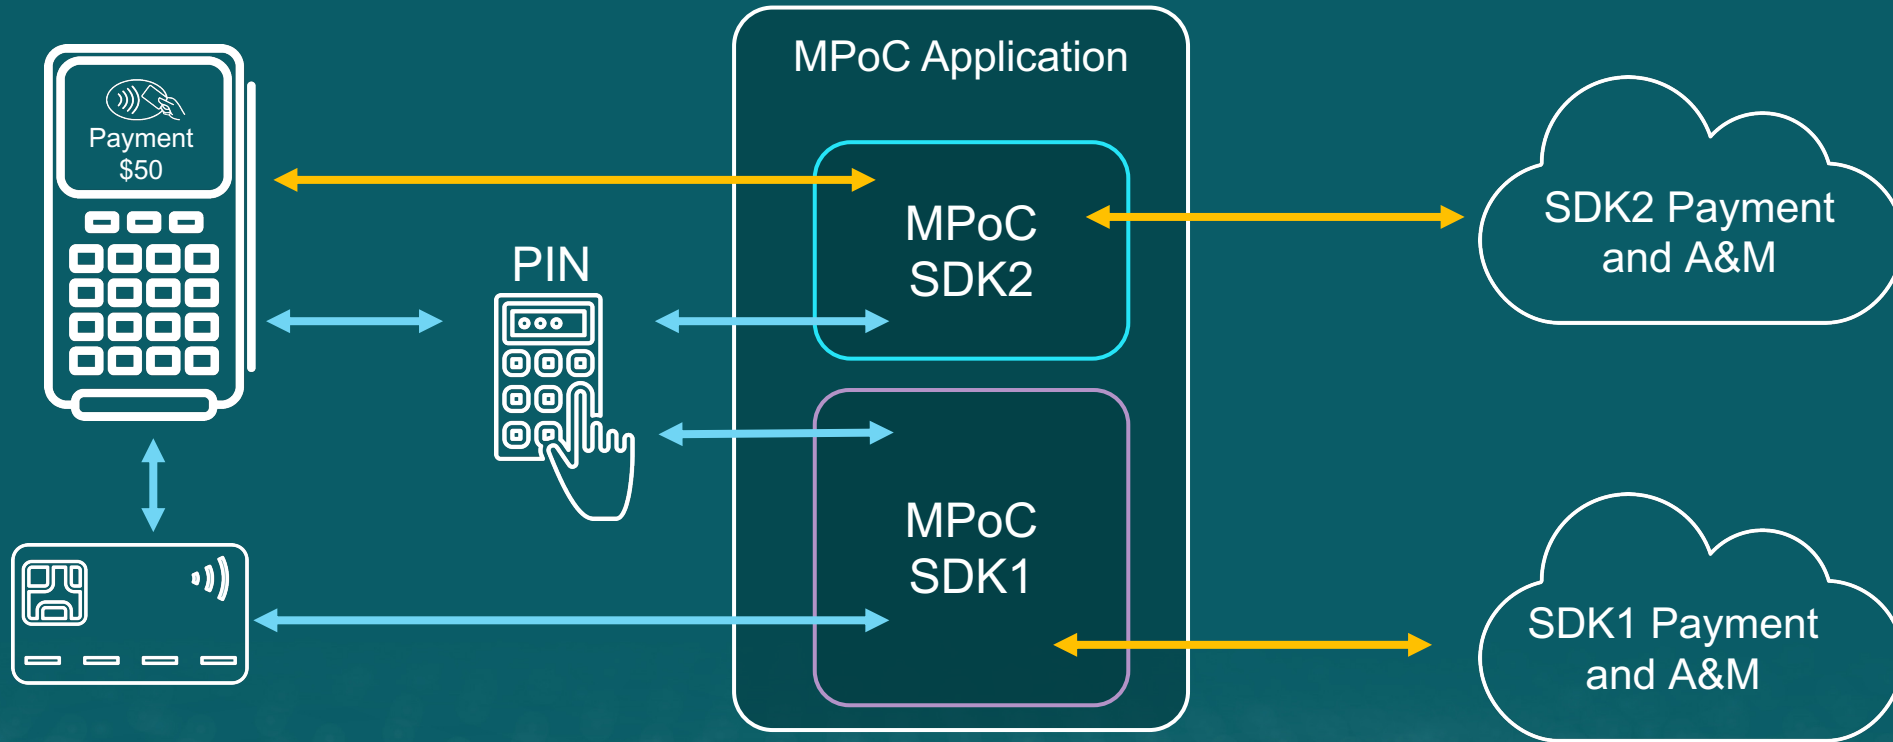 MPoC Application
Payment
$50
PIN
MPoC
SDK2
SDK2 Payment
and A&M
MPoC
SDK1
SDK1 Payment
and A&M